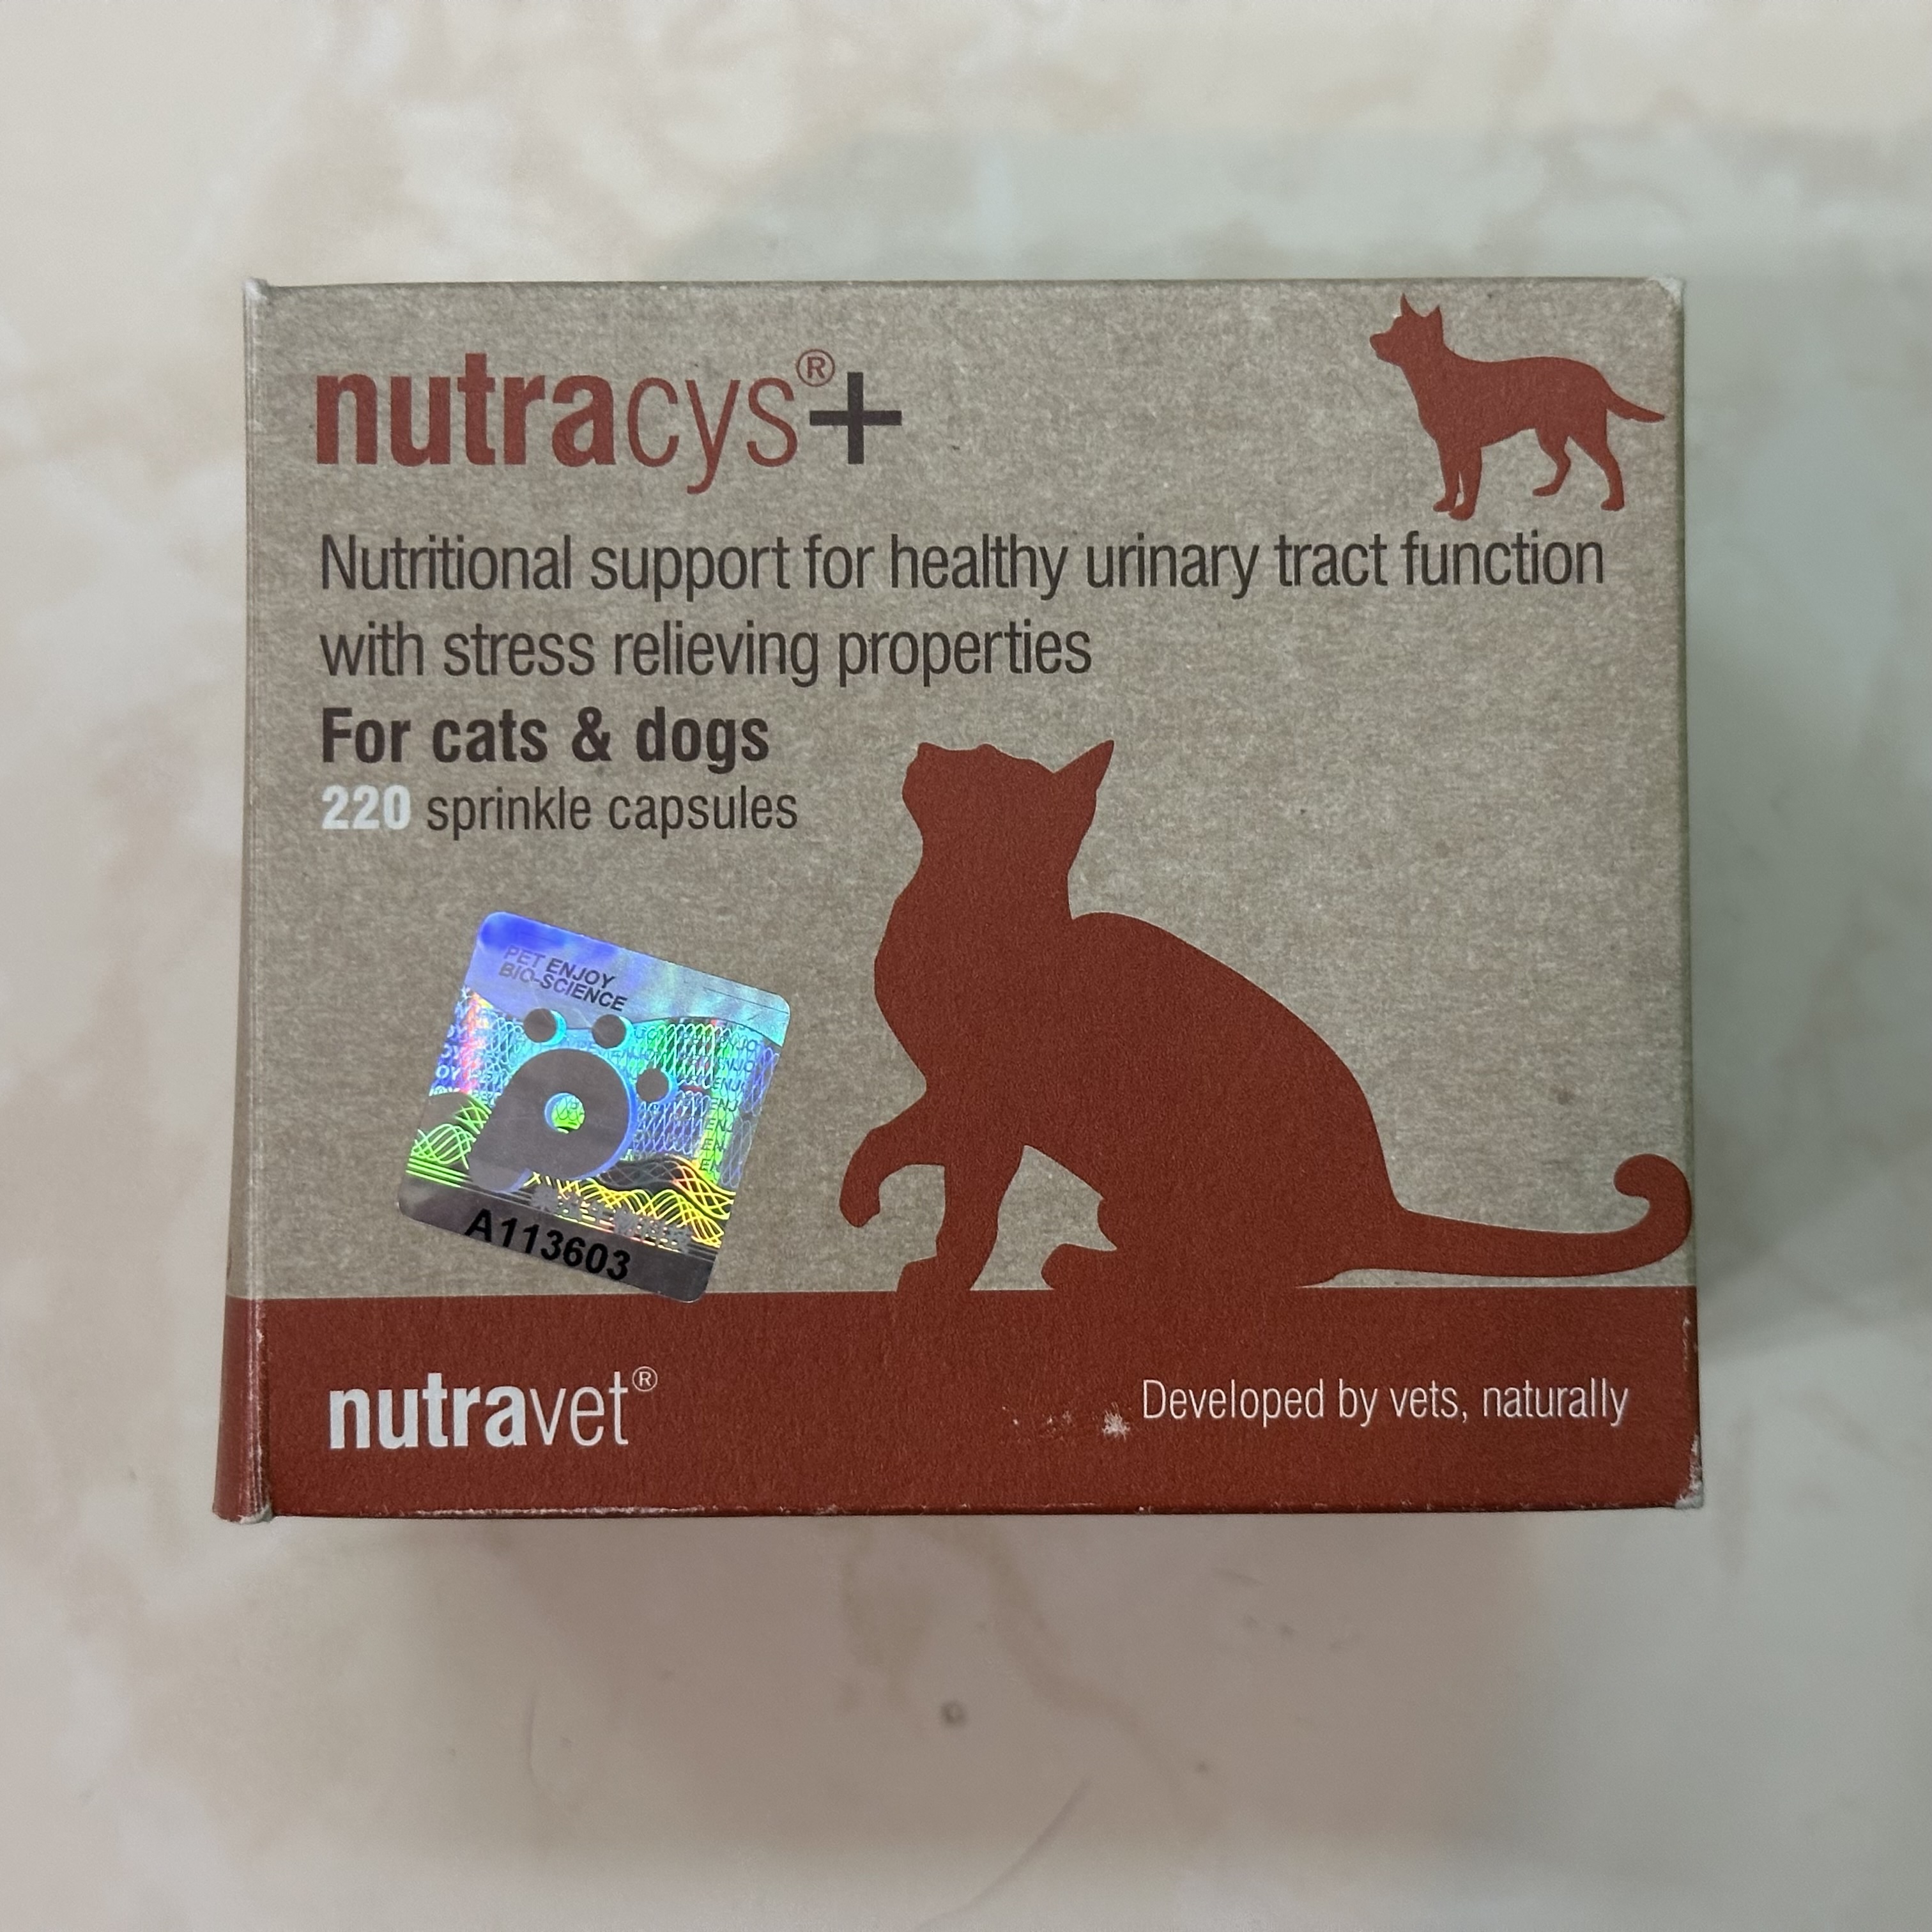 nutracys®+
Nutritional support for healthy urinary tract function
with stress relieving properties
For cats & dogs
220 sprinkle capsules
PET ENJOY
BIO-SCIENCE
A113603
nutravet®
Developed by vets, naturally